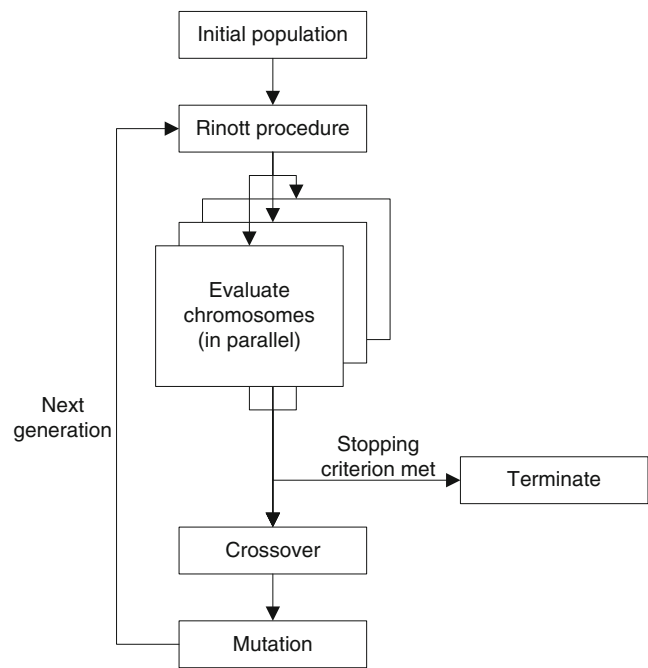 Initial population
Rinott procedure
Evaluate
chromosomes
(in parallel)
Next
generation
Stopping
criterion met
Terminate
Crossover
Mutation